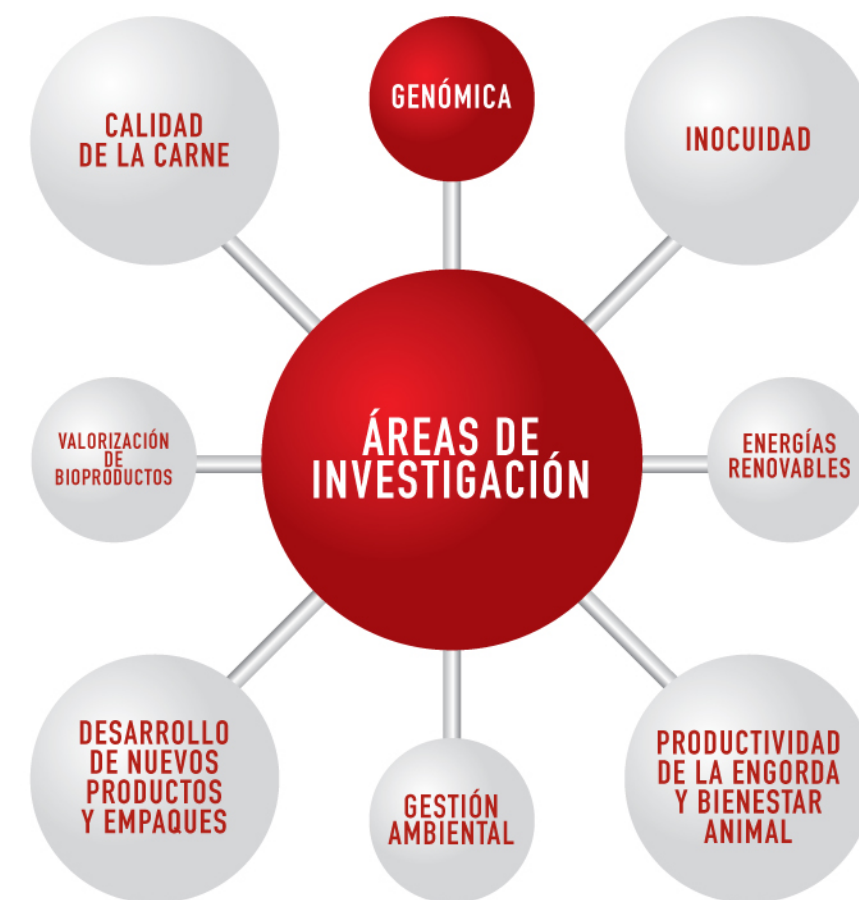 GENÓMICA
CALIDAD
DE LA CARNE
INOCUIDAD
ÁREAS DE
INVESTIGACIÓN
VALORIZACIÓN
DE
BIOPRODUCTOS
ENERGÍAS
RENOVABLES
DESARROLLO
DE NUEVOS
PRODUCTOS
Y EMPAQUES
GESTIÓN
AMBIENTAL
PRODUCTIVIDAD
DE LA ENGORDA
Y BIENESTAR
ANIMAL